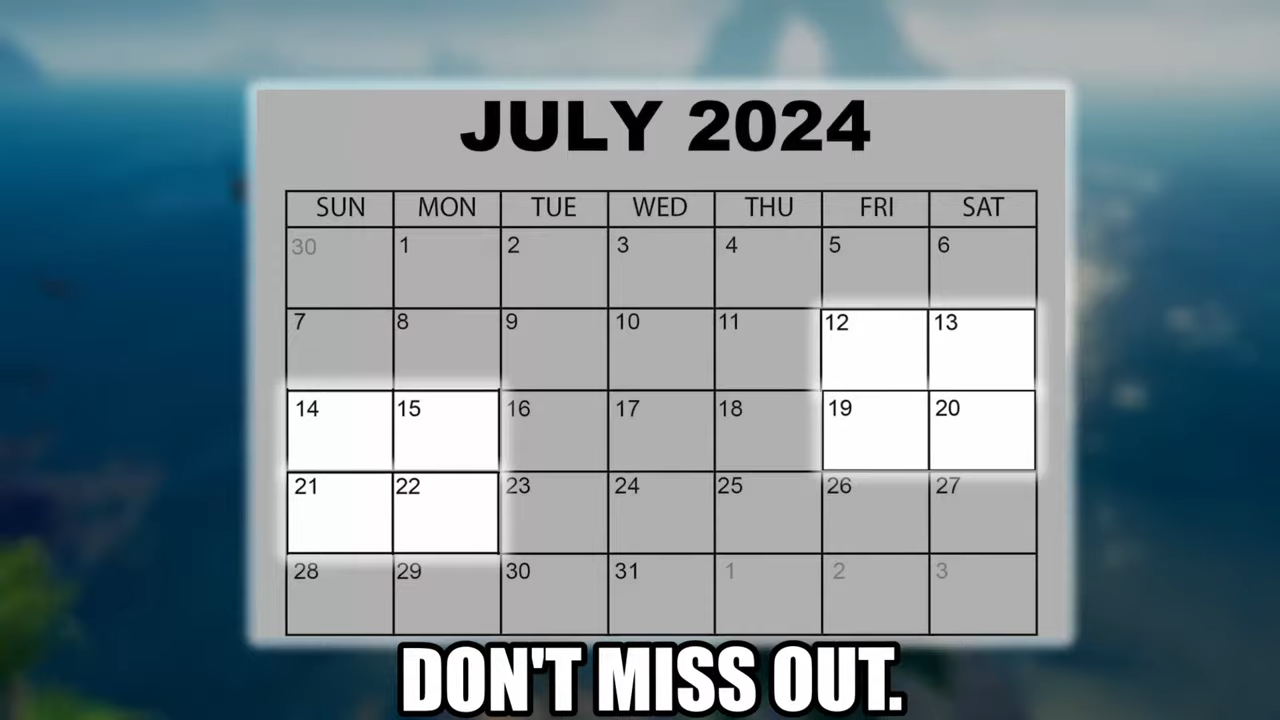 JULY 2024
SUN MON TUE WED THU FRI SAT
30 1 2 3 4 5 6
7 8 9 10 11 12 13
14 15 16 17 18 19 20
21 22 23 24 25 26 27
28 29 30 31 1 2 3
DON'T MISS OUT.